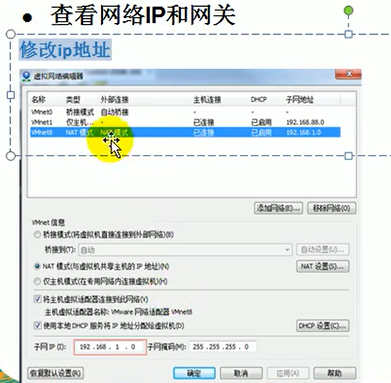 ● 查看网络IP和网关
修改ip地址
虚拟网络编辑器
名称 类型 外部连接 主机连接 DHCP 子网地址
VMnet0 桥接模式 自动桥接 - - -
VMnet1 仅主机... - 已连接 已启用 192.168.88.0
VMnet8 NAT 模式 NAT 模式 已连接 已启用 192.168.1.0
添加网络(E)... 移除网络(O)
VMnet 信息
桥接模式(将虚拟机直接连接到外部网络)(B)
桥接到(T): 自动 自动设置(U)...
NAT 模式(与虚拟机共享主机的 IP 地址)(N) NAT 设置(S)...
仅主机模式(在专用网络内连接虚拟机)(H)
将主机虚拟适配器连接到此网络(V)
主机虚拟适配器名称: VMware 网络适配器 VMnet8
使用本地 DHCP 服务将 IP 地址分配给虚拟机(D) DHCP 设置(C)...
子网 IP (I): 192 .168 . 1 . 0 子网掩码(M): 255 .255 .255 . 0
恢复默认设置(R) 确定 取消 应用(A) 帮助